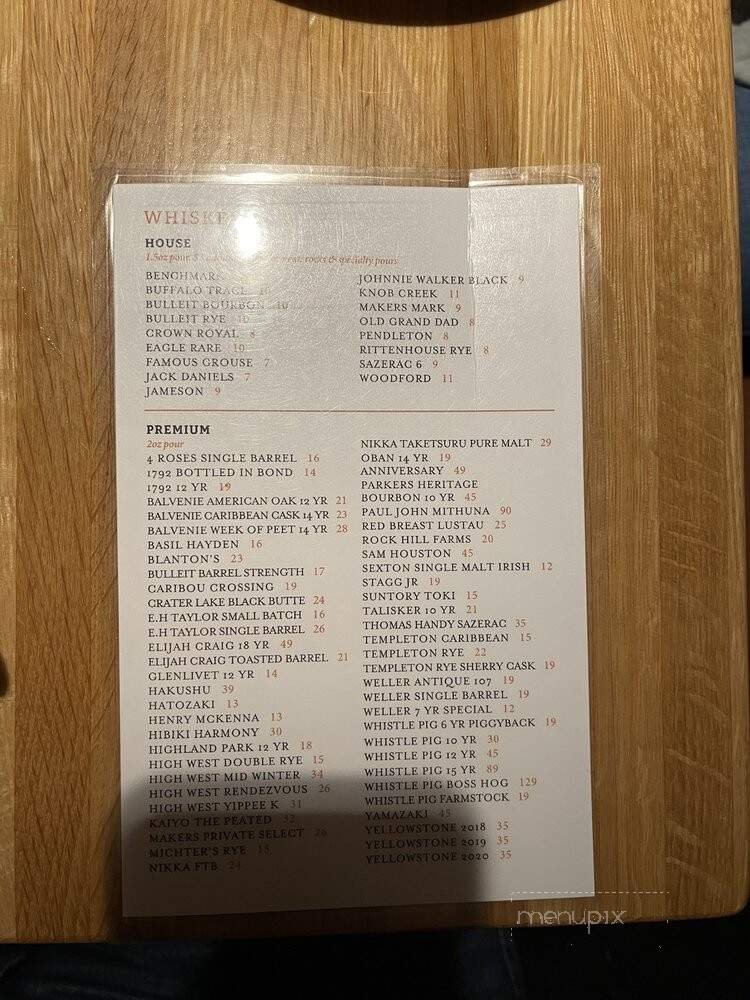 WHISKE
HOUSE
1.5oz pour rocks & specialty pours
BENCHMARK
BUFFALO TRACE 10
BULLEIT BOURBON 10
BULLEIT RYE 10
CROWN ROYAL 8
EAGLE RARE 10
FAMOUS GROUSE 7
JACK DANIELS 7
JAMESON 9
JOHNNIE WALKER BLACK 9
KNOB CREEK 11
MAKERS MARK 9
OLD GRAND DAD 8
PENDLETON 8
RITTENHOUSE RYE 8
SAZERAC 6 9
WOODFORD 11
PREMIUM
2oz pour
4 ROSES SINGLE BARREL 16
1792 BOTTLED IN BOND 14
1792 12 YR 19
BALVENIE AMERICAN OAK 12 YR 21
BALVENIE CARIBBEAN CASK 14 YR 23
BALVENIE WEEK OF PEET 14 YR 28
BASIL HAYDEN 16
BLANTON'S 23
BULLEIT BARREL STRENGTH 17
CARIBOU CROSSING 19
CRATER LAKE BLACK BUTTE 24
E.H TAYLOR SMALL BATCH 16
E.H TAYLOR SINGLE BARREL 26
ELIJAH CRAIG 18 YR 49
ELIJAH CRAIG TOASTED BARREL 21
GLENLIVET 12 YR 14
HAKUSHU 39
HATOZAKI 13
HENRY MCKENNA 13
HIBIKI HARMONY 30
HIGHLAND PARK 12 YR 18
HIGH WEST DOUBLE RYE 15
HIGH WEST MID WINTER 34
HIGH WEST RENDEZVOUS 26
HIGH WEST YIPPEE K 31
KAIYO THE PEATED 32
MAKERS PRIVATE SELECT 26
MICHTER'S RYE 15
NIKKA FTB 24
NIKKA TAKETSURU PURE MALT 29
OBAN 14 YR 19
ANNIVERSARY 49
PARKERS HERITAGE
BOURBON 10 YR 45
PAUL JOHN MITHUNA 90
RED BREAST LUSTAU 25
ROCK HILL FARMS 20
SAM HOUSTON 45
SEXTON SINGLE MALT IRISH 12
STAGG JR 19
SUNTORY TOKI 15
TALISKER 10 YR 21
THOMAS HANDY SAZERAC 35
TEMPLETON CARIBBEAN 15
TEMPLETON RYE 22
TEMPLETON RYE SHERRY CASK 19
WELLER ANTIQUE 107 19
WELLER SINGLE BARREL 19
WELLER 7 YR SPECIAL 12
WHISTLE PIG 6 YR PIGGYBACK 19
WHISTLE PIG 10 YR 30
WHISTLE PIG 12 YR 45
WHISTLE PIG 15 YR 89
WHISTLE PIG BOSS HOG 129
WHISTLE PIG FARMSTOCK 19
YAMAZAKI 45
YELLOWSTONE 2018 35
YELLOWSTONE 2019 35
YELLOWSTONE 2020 35
menupix